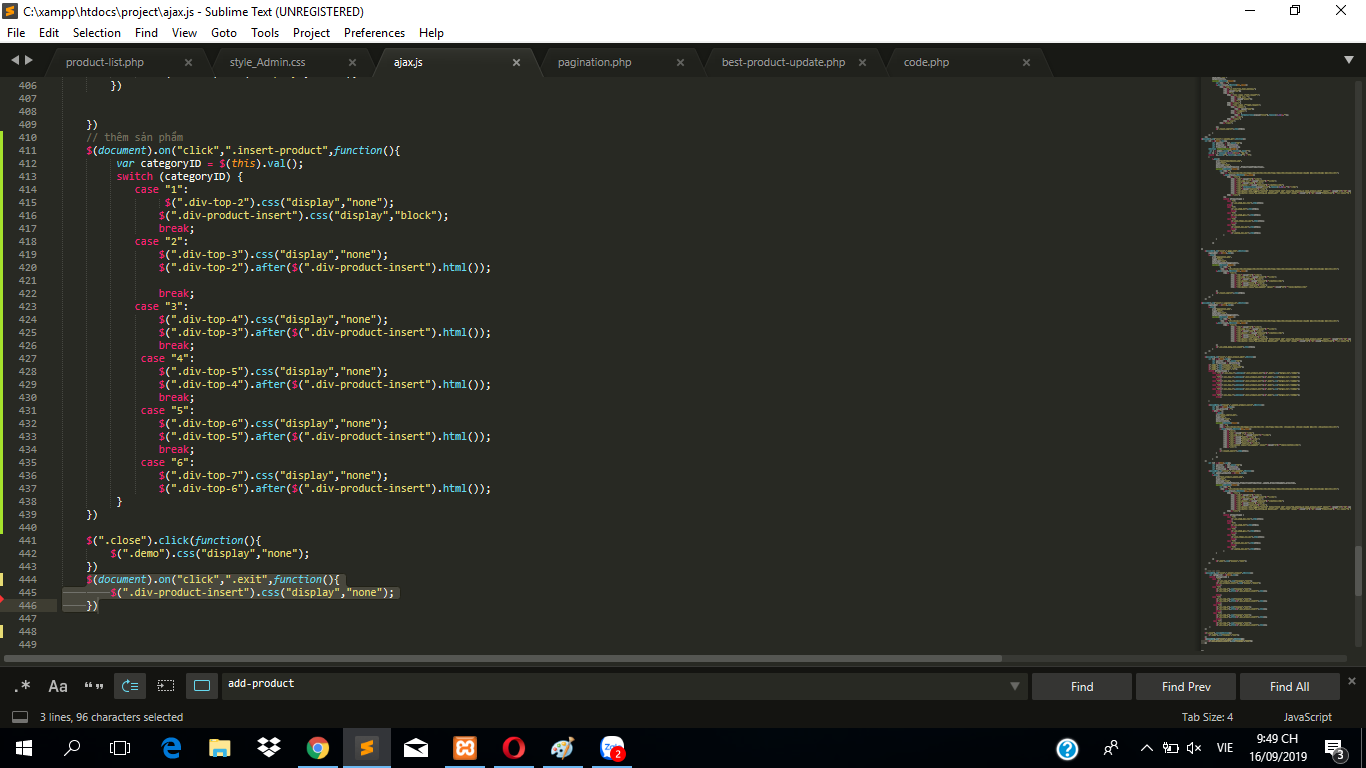 C:\xampp\htdocs\project\ajax.js - Sublime Text (UNREGISTERED)
File Edit Selection Find View Goto Tools Project Preferences Help
product-list.php style_Admin.css ajax.js pagination.php best-product-update.php code.php
406 })
407
408
409 })
410 // thêm sản phẩm
411 $(document).on("click",".insert-product",function(){
412 var categoryID = $(this).val();
413 switch (categoryID) {
414 case "1":
415 $(".div-top-2").css("display","none");
416 $(".div-product-insert").css("display","block");
417 break;
418 case "2":
419 $(".div-top-3").css("display","none");
420 $(".div-top-2").after($(".div-product-insert").html());
421
422 break;
423 case "3":
424 $(".div-top-4").css("display","none");
425 $(".div-top-3").after($(".div-product-insert").html());
426 break;
427 case "4":
428 $(".div-top-5").css("display","none");
429 $(".div-top-4").after($(".div-product-insert").html());
430 break;
431 case "5":
432 $(".div-top-6").css("display","none");
433 $(".div-top-5").after($(".div-product-insert").html());
434 break;
435 case "6":
436 $(".div-top-7").css("display","none");
437 $(".div-top-6").after($(".div-product-insert").html());
438 }
439 })
440
441 $(".close").click(function(){
442 $(".demo").css("display","none");
443 })
444 $(document).on("click",".exit",function(){
445 $(".div-product-insert").css("display","none");
446 })
447
448
449
.* Aa “ ” add-product Find Find Prev Find All
3 lines, 96 characters selected Tab Size: 4 JavaScript
Zalo 2 VIE 9:49 CH
16/09/2019 3